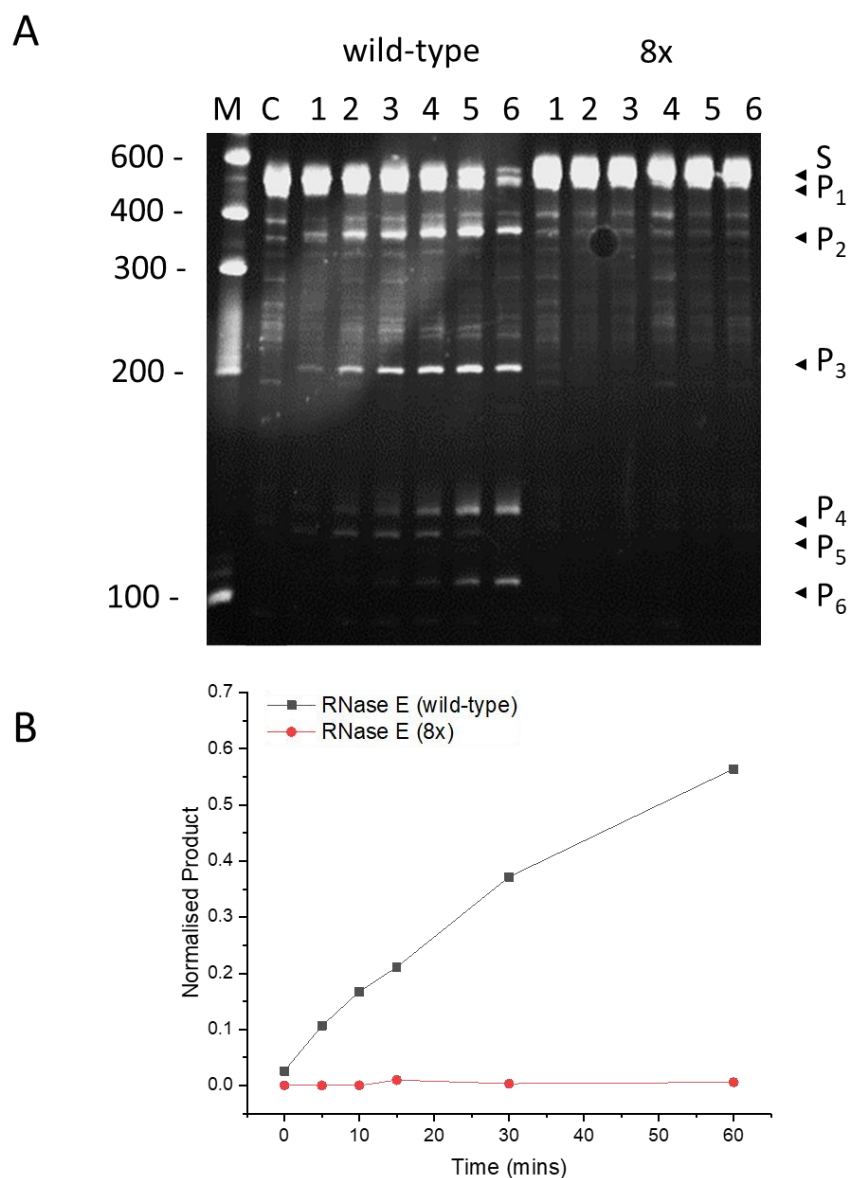 A
wild-type 8x
M C 1 2 3 4 5 6 1 2 3 4 5 6
600 -
400 -
300 -
200 -
100 -
S
P1
P2
P3
P4
P5
P6
B
RNase E (wild-type)
RNase E (8x)
Normalised Product
0.7
0.6
0.5
0.4
0.3
0.2
0.1
0.0
0 10 20 30 40 50 60
Time (mins)